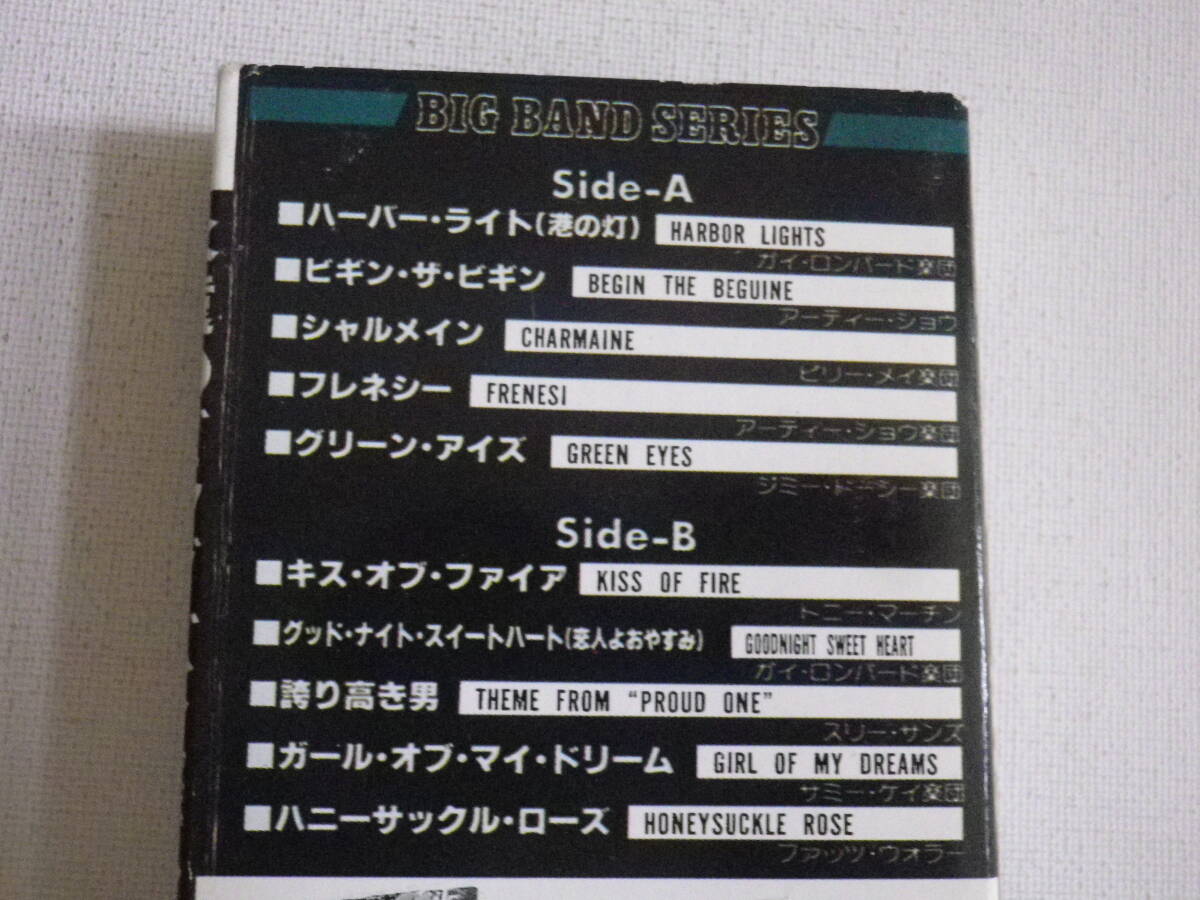 BIG BAND SERIES
Side-A
■ハーバー・ライト(港の灯) HARBOR LIGHTS
ガイ・ロンバード楽団
■ビギン・ザ・ビギン BEGIN THE BEGUINE
アーティー・ショウ
■シャルメイン CHARMAINE
ビリー・メイ楽団
■フレネシー FRENESI
アーティー・ショウ楽団
■グリーン・アイズ GREEN EYES
ジミー・ドーシー楽団
Side-B
■キス・オブ・ファイア KISS OF FIRE
トニー・マーチン
■グッド・ナイト・スイートハート(恋人よおやすみ) GOODNIGHT SWEET HEART
ガイ・ロンバード楽団
■誇り高き男 THEME FROM “PROUD ONE”
スリー・サンズ
■ガール・オブ・マイ・ドリーム GIRL OF MY DREAMS
サミー・ケイ楽団
■ハニーサックル・ローズ HONEYSUCKLE ROSE
ファッツ・ウォラー